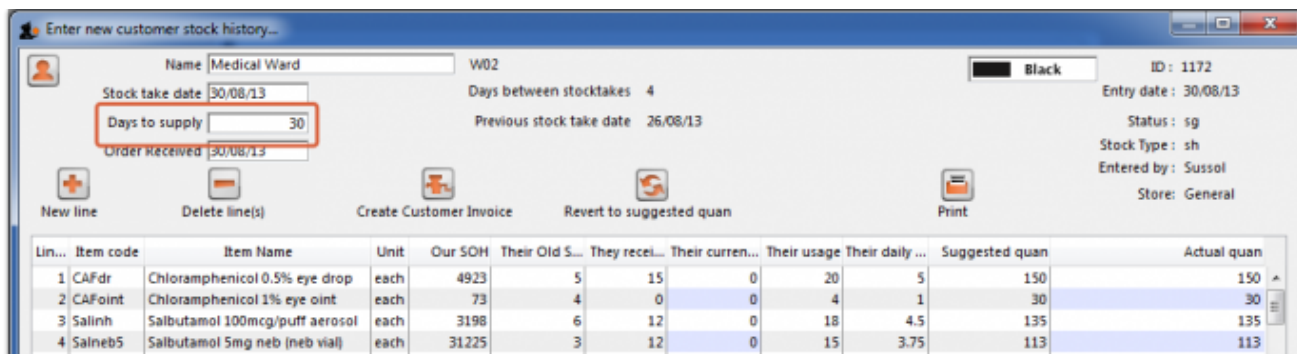 Enter new customer stock history...
Name Medical Ward W02 Black ID : 1172
Stock take date 30/08/13 Days between stocktakes 4 Entry date : 30/08/13
Days to supply 30 Previous stock take date 26/08/13 Status : sg
Order Received 30/08/13 Stock Type : sh
Entered by : Sussol
Store: General
New line Delete line(s) Create Customer Invoice Revert to suggested quan Print
Lin... Item code Item Name Unit Our SOH Their Old S... They recei... Their curren... Their usage Their daily ... Suggested quan Actual quan
1 CAFdr Chloramphenicol 0.5% eye drop each 4923 5 15 0 20 5 150 150
2 CAFoint Chloramphenicol 1% eye oint each 73 4 0 0 4 1 30 30
3 Salinh Salbutamol 100mcg/puff aerosol each 3198 6 12 0 18 4.5 135 135
4 Salneb5 Salbutamol 5mg neb (neb vial) each 31225 3 12 0 15 3.75 113 113